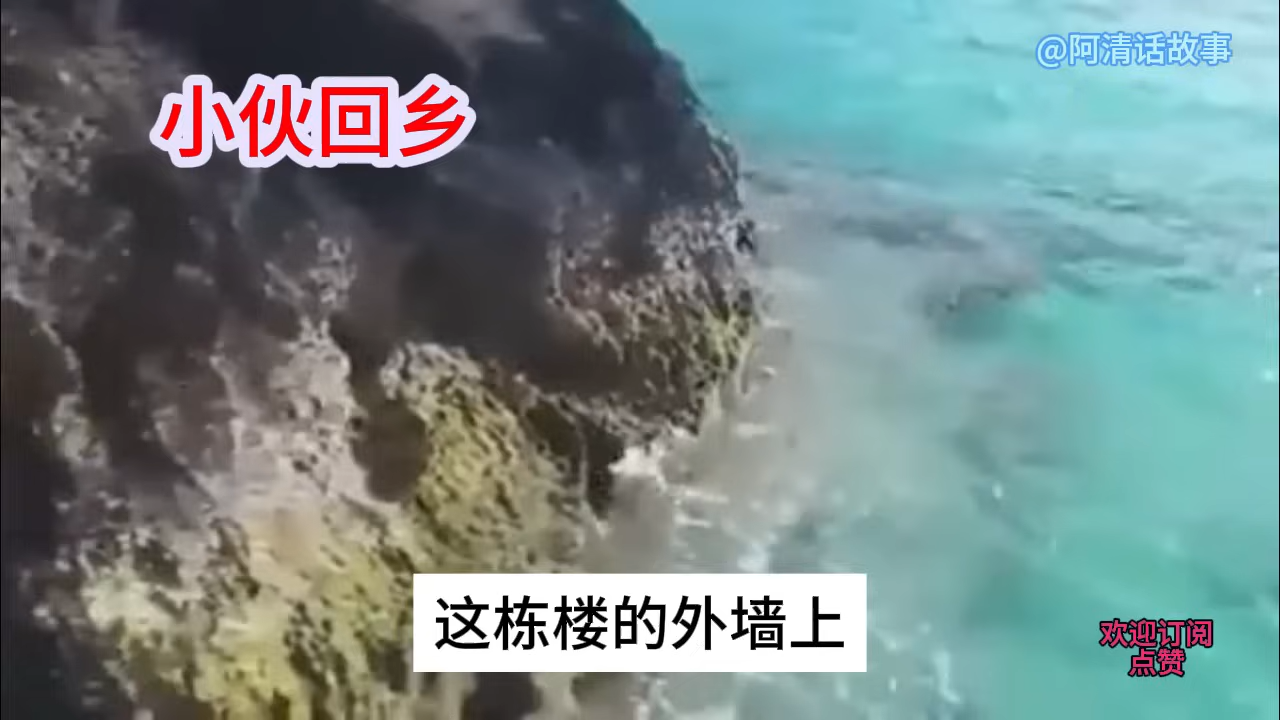 @阿清话故事
小伙回乡
这栋楼的外墙上
欢迎订阅
点赞